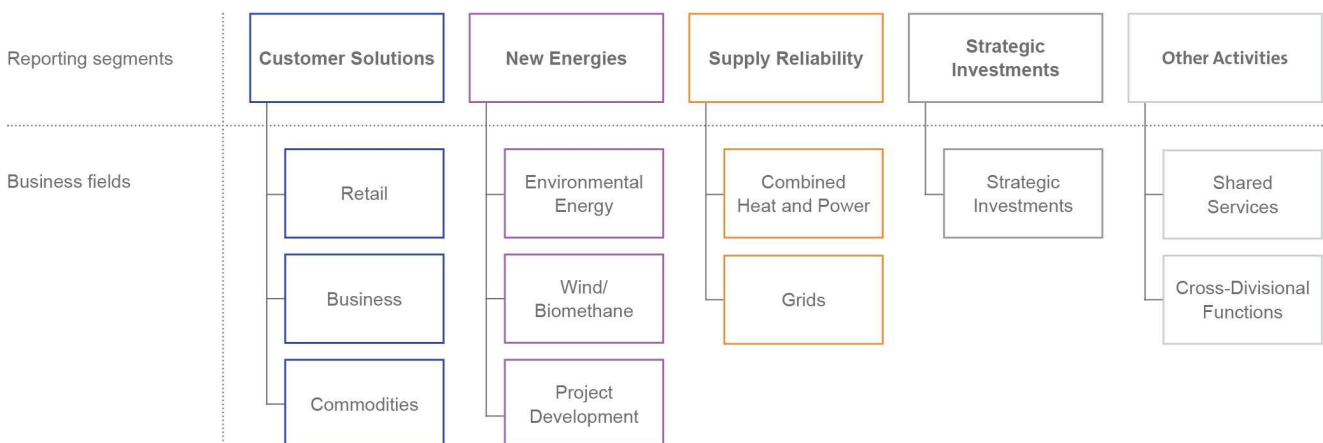 Reporting segments
Customer Solutions
New Energies
Supply Reliability
Strategic
Investments
Other Activities
Business fields
Retail
Business
Commodities
Environmental
Energy
Wind/
Biomethane
Project
Development
Combined
Heat and Power
Grids
Strategic
Investments
Shared
Services
Cross-Divisional
Functions